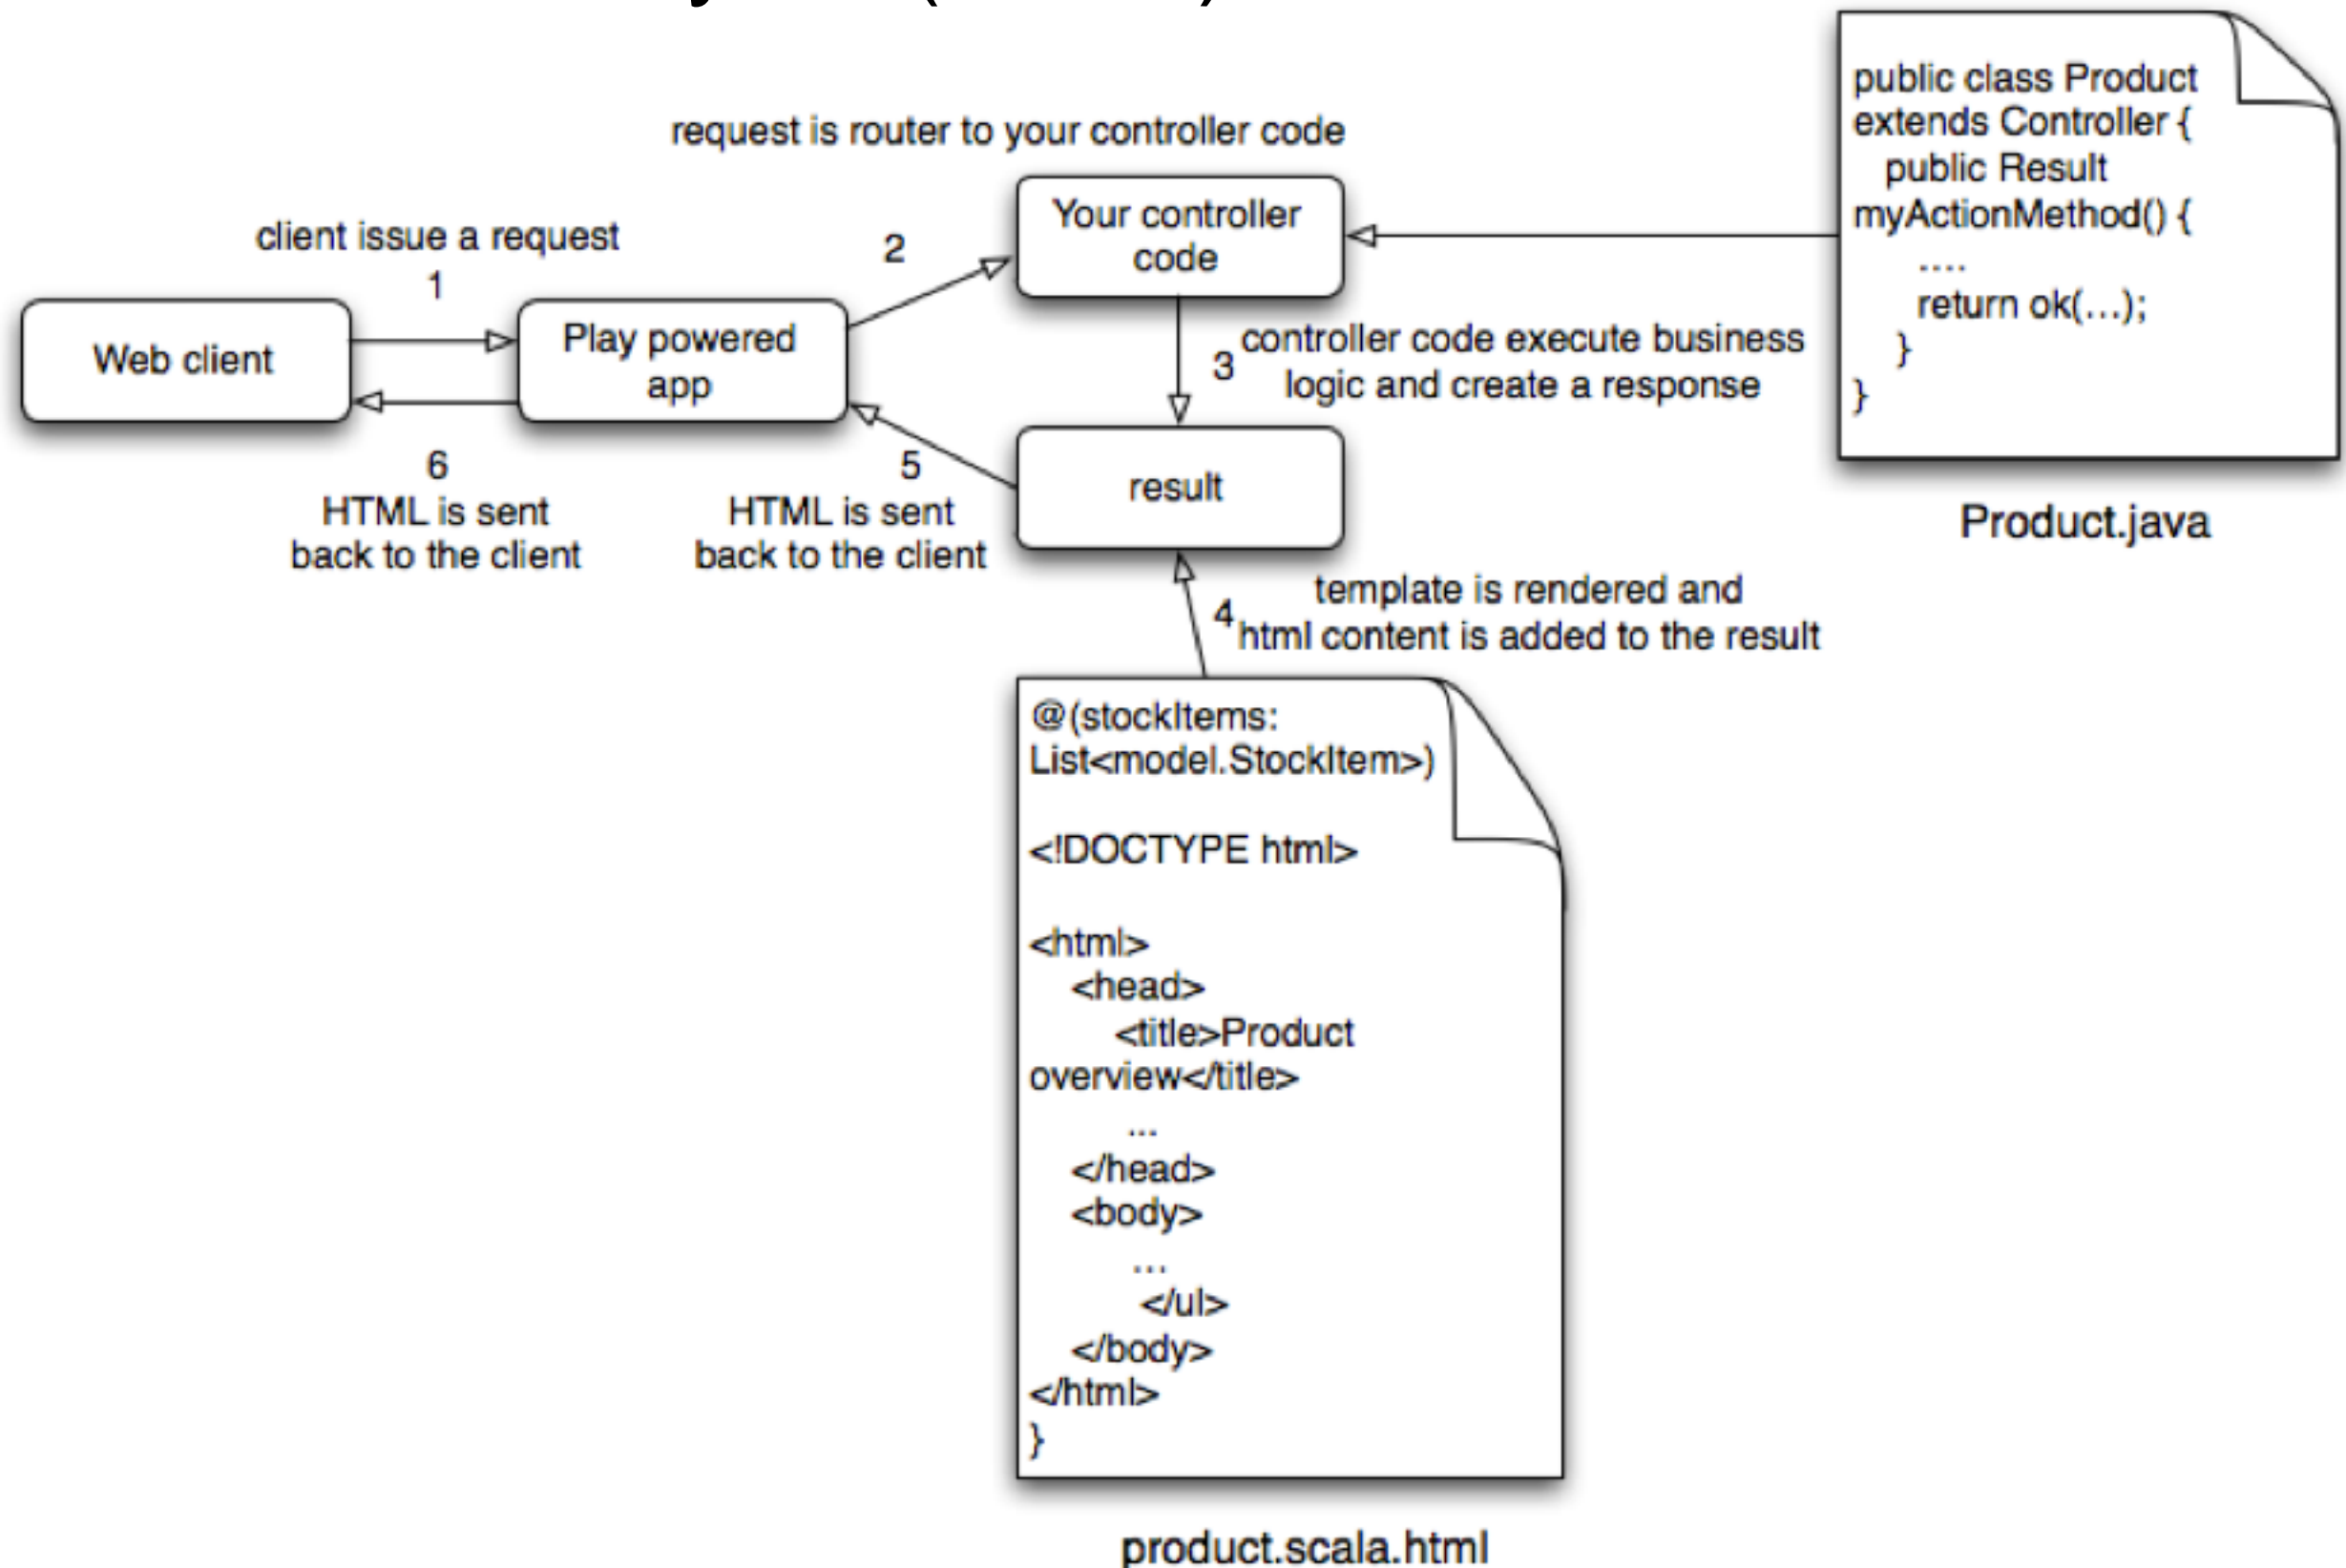 request is router to your controller code
client issue a request
1
2
Web client
Play powered
app
Your controller
code
3
controller code execute business
logic and create a response
result
6
HTML is sent
back to the client
5
HTML is sent
back to the client
4
template is rendered and
html content is added to the result
public class Product
extends Controller {
public Result
myActionMethod() {
....
return ok(...);
}
}
Product.java
@(stockItems:
List<model.StockItem>)
<!DOCTYPE html>
<html>
<head>
<title>Product
overview</title>
...
</head>
<body>
...
</ul>
</body>
</html>
}
product.scala.html